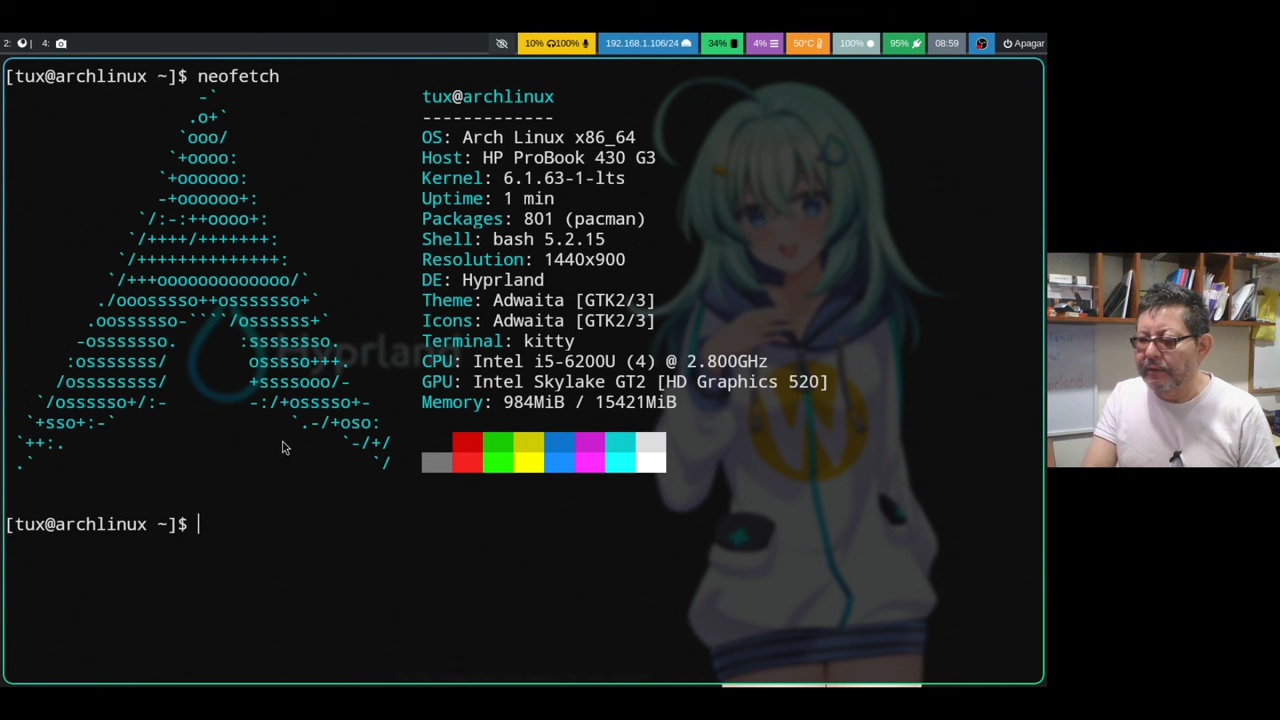 2: 4: 10% 100% 192.168.1.106/24 34% 4% 50°C 100% 95% 08:59 Apagar
[tux@archlinux ~]$ neofetch
tux@archlinux
-------------
OS: Arch Linux x86_64
Host: HP ProBook 430 G3
Kernel: 6.1.63-1-lts
Uptime: 1 min
Packages: 801 (pacman)
Shell: bash 5.2.15
Resolution: 1440x900
DE: Hyprland
Theme: Adwaita [GTK2/3]
Icons: Adwaita [GTK2/3]
Terminal: kitty
CPU: Intel i5-6200U (4) @ 2.800GHz
GPU: Intel Skylake GT2 [HD Graphics 520]
Memory: 984MiB / 15421MiB
Hyprland
[tux@archlinux ~]$